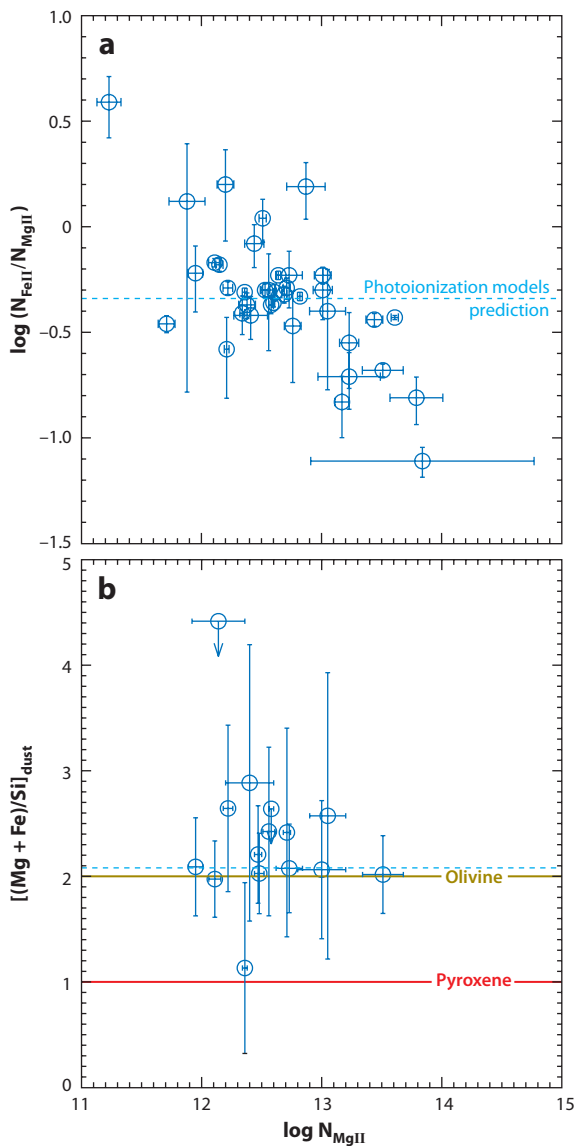 a
1.0
0.5
0
–0.5
–1.0
–1.5
log (N_FeII/N_MgII)
Photoionization models
prediction
b
5
4
3
2
1
0
[(Mg + Fe)/Si]_dust
Olivine
Pyroxene
11
12
13
14
15
log N_MgII